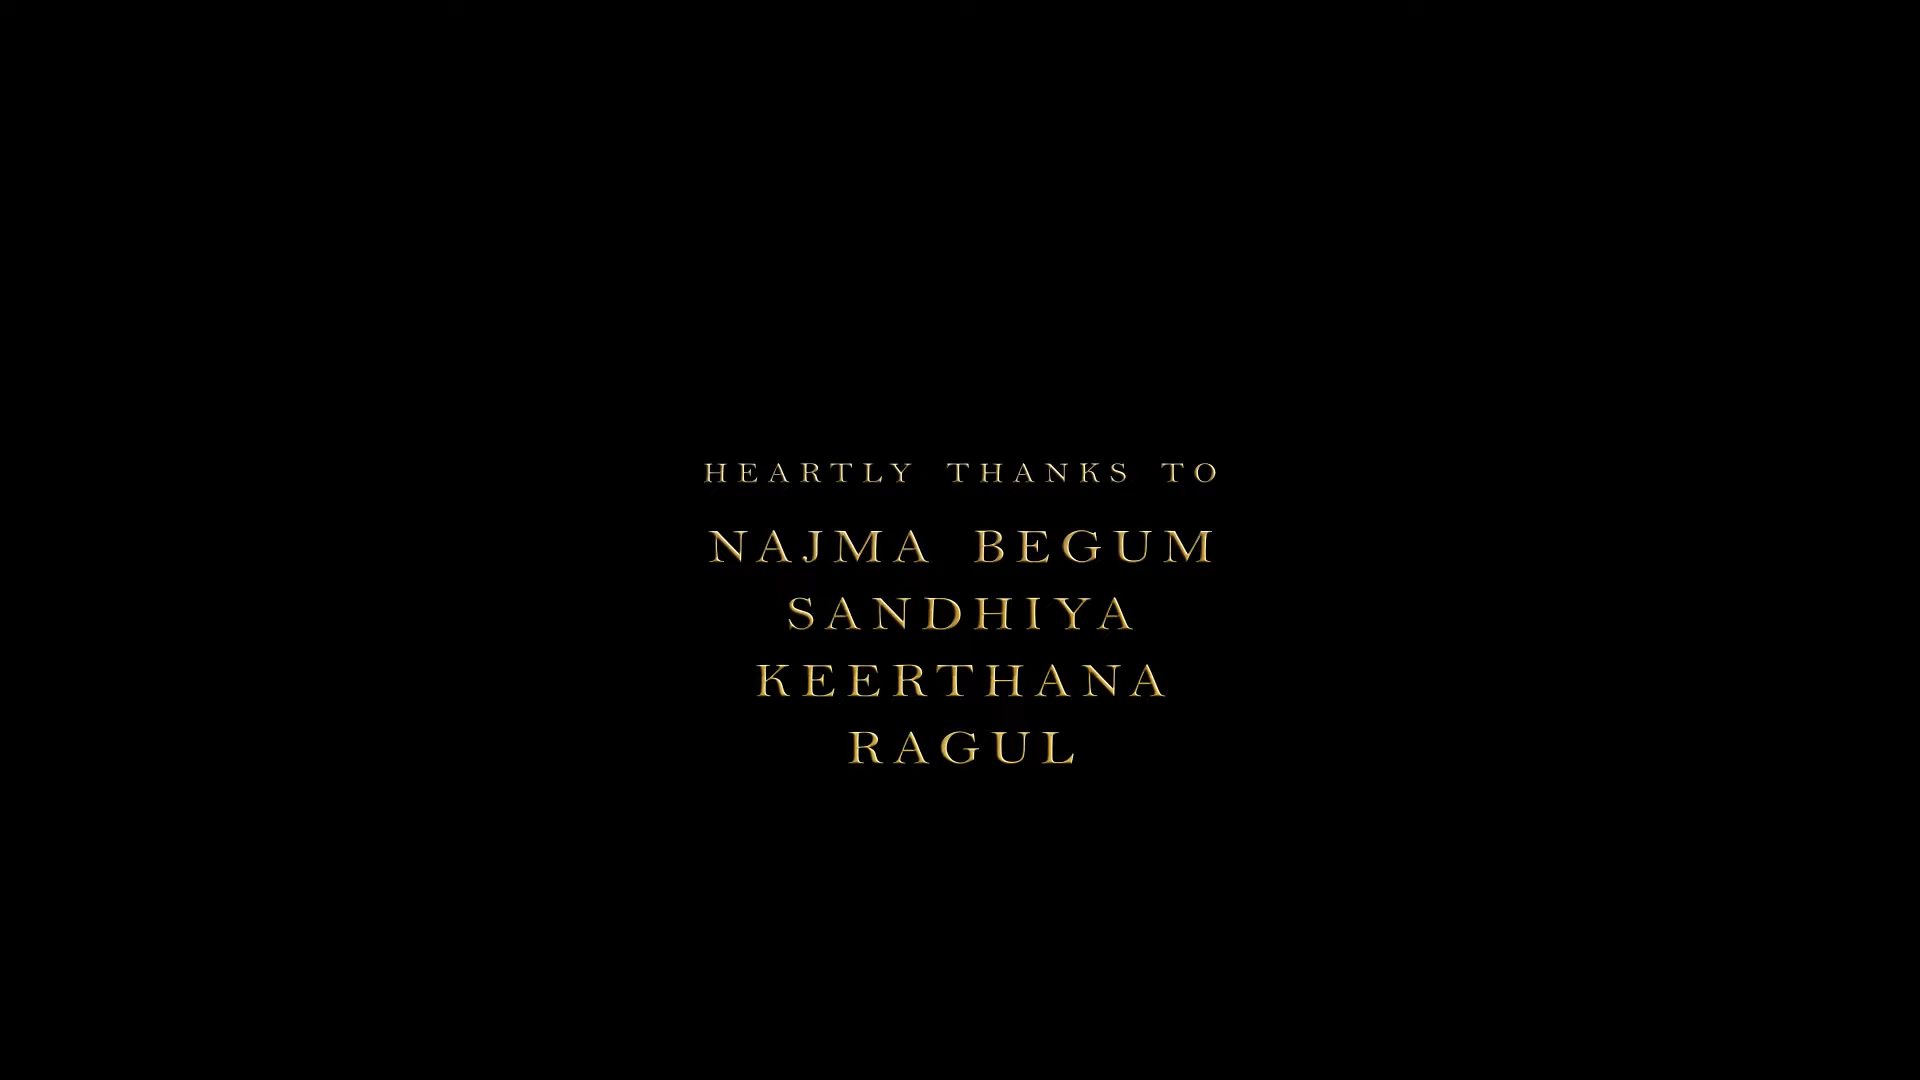 HEARTLY THANKS TO
NAJMA BEGUM
SANDHIYA
KEERTHANA
RAGUL